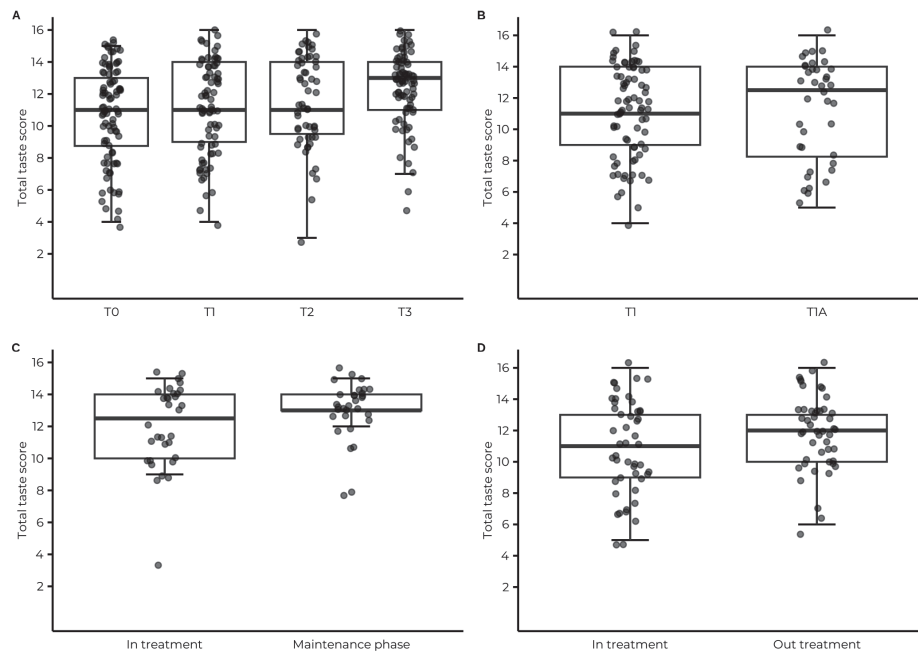 A
Total taste score
16
14
12
10
8
6
4
2
T0 T1 T2 T3
B
Total taste score
16
14
12
10
8
6
4
2
T1 T1A
C
Total taste score
16
14
12
10
8
6
4
2
In treatment Maintenance phase
D
Total taste score
16
14
12
10
8
6
4
2
In treatment Out treatment